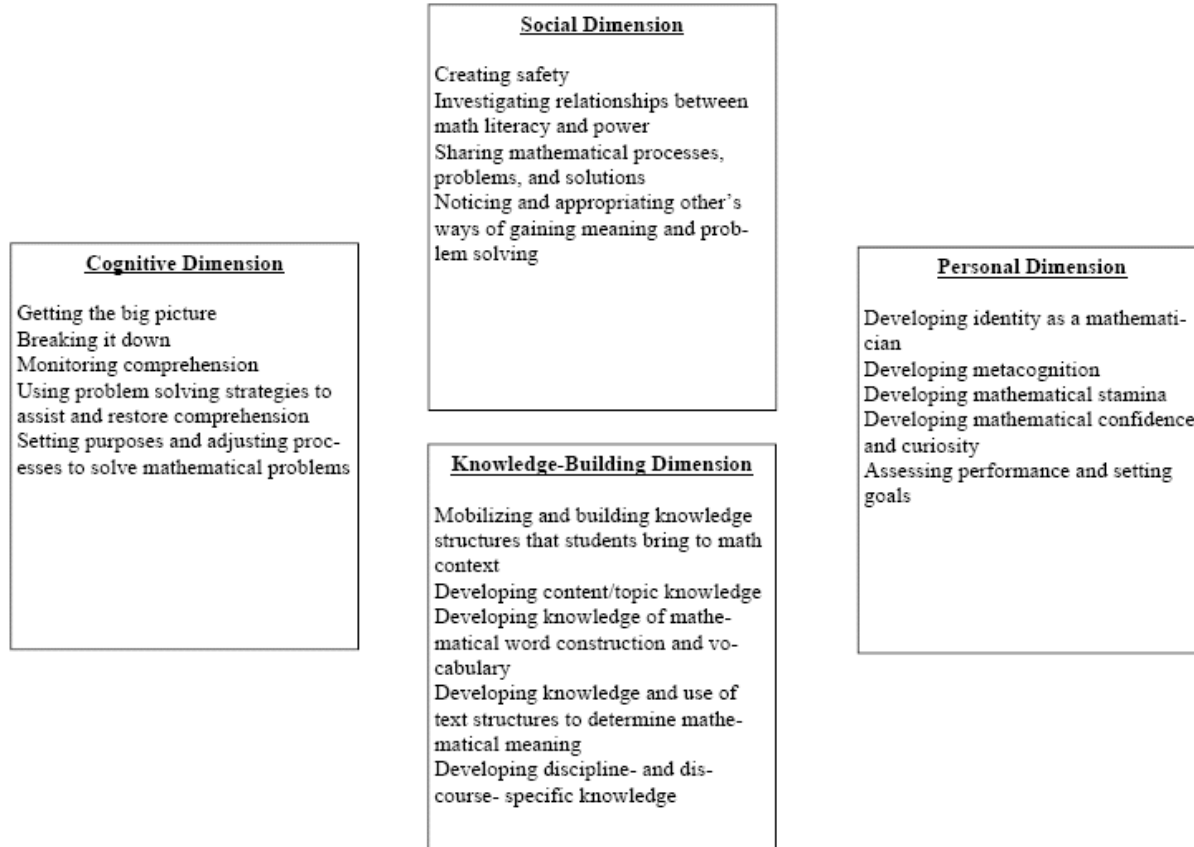 Social Dimension
Creating safety
Investigating relationships between
math literacy and power
Sharing mathematical processes,
problems, and solutions
Noticing and appropriating other's
ways of gaining meaning and prob-
lem solving
Cognitive Dimension
Getting the big picture
Breaking it down
Monitoring comprehension
Using problem solving strategies to
assist and restore comprehension
Setting purposes and adjusting proc-
esses to solve mathematical problems
Personal Dimension
Developing identity as a mathemati-
cian
Developing metacognition
Developing mathematical stamina
Developing mathematical confidence
and curiosity
Assessing performance and setting
goals
Knowledge-Building Dimension
Mobilizing and building knowledge
structures that students bring to math
context
Developing content/topic knowledge
Developing knowledge of mathe-
matical word construction and vo-
cabulary
Developing knowledge and use of
text structures to determine mathe-
matical meaning
Developing discipline- and dis-
course- specific knowledge